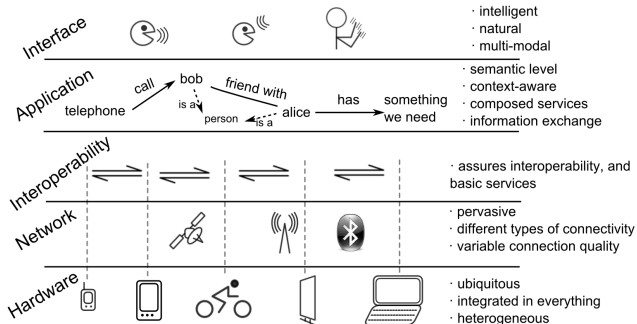 Interface
· intelligent
· natural
· multi-modal
Application
telephone
call
bob
is a
person
friend with
is a
alice
has
something
we need
· semantic level
· context-aware
· composed services
· information exchange
Interoperability
· assures interoperability, and
basic services
Network
· pervasive
· different types of connectivity
· variable connection quality
Hardware
· ubiquitous
· integrated in everything
· heterogeneous